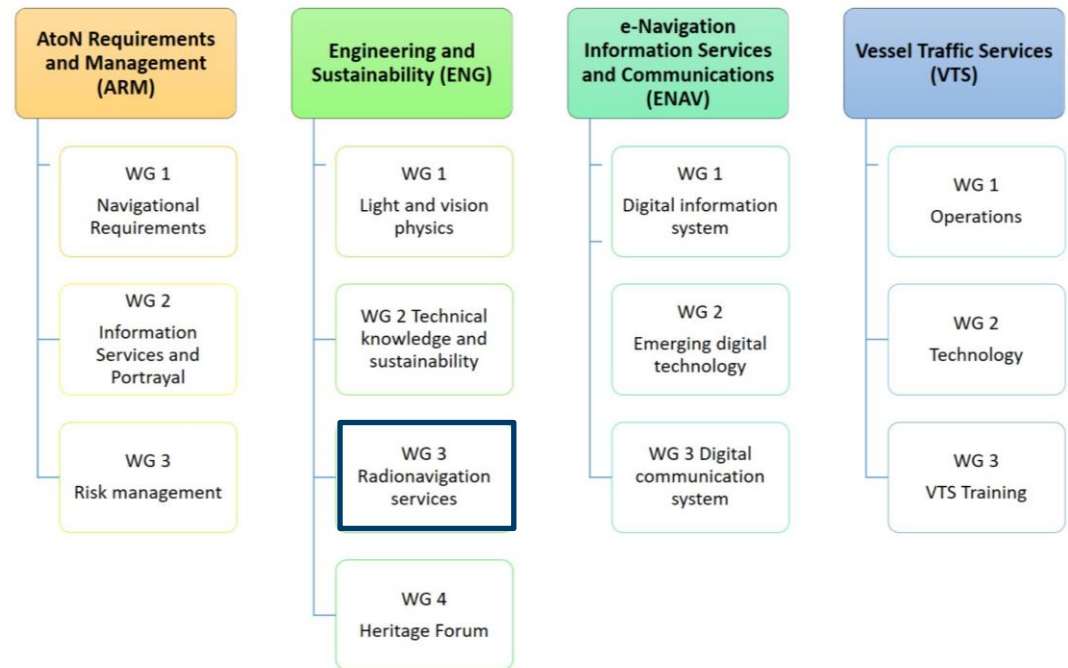 AtoN Requirements
and Management
(ARM)
WG 1
Navigational
Requirements
WG 2
Information
Services and
Portrayal
WG 3
Risk management
Engineering and
Sustainability (ENG)
WG 1
Light and vision
physics
WG 2 Technical
knowledge and
sustainability
WG 3
Radionavigation
services
WG 4
Heritage Forum
e-Navigation
Information Services
and Communications
(ENAV)
WG 1
Digital information
system
WG 2
Emerging digital
technology
WG 3 Digital
communication
system
Vessel Traffic Services
(VTS)
WG 1
Operations
WG 2
Technology
WG 3
VTS Training